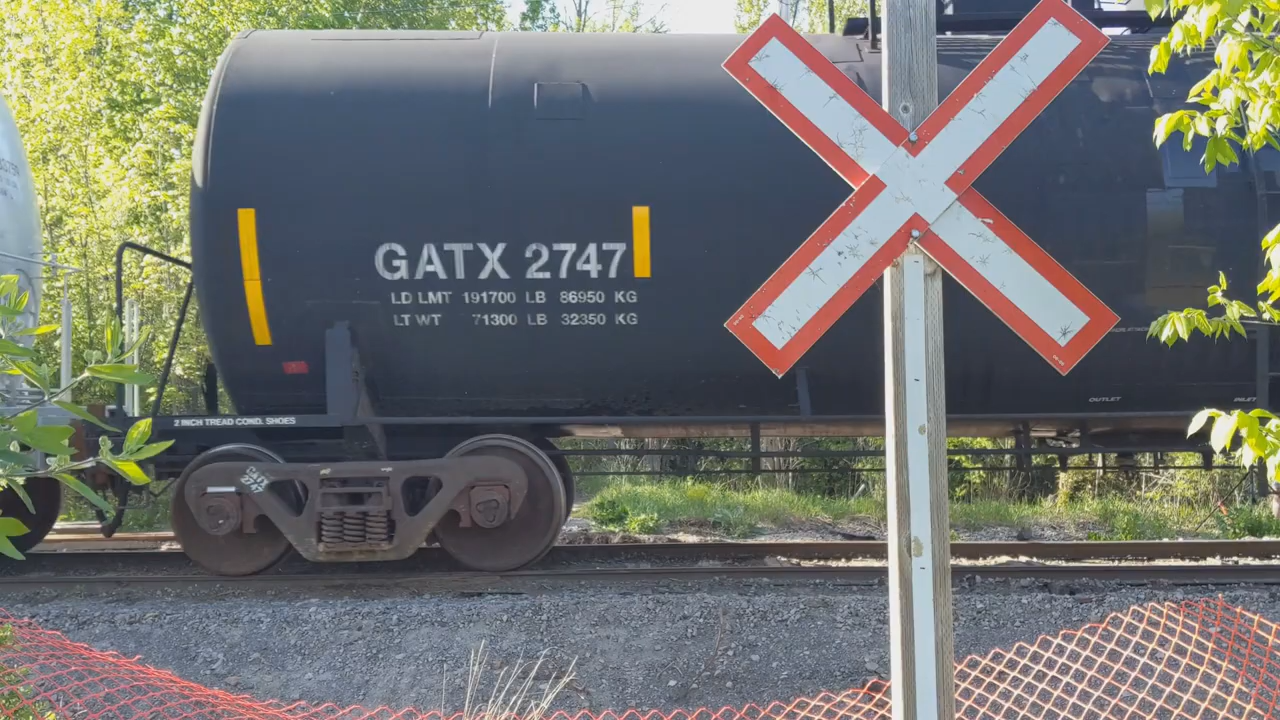 GATX 2747
LD LMT 191700 LB 86950 KG
LT WT 71300 LB 32350 KG
2 INCH TREAD COND. SHOES
GATX
2747
OUTLET
INLET